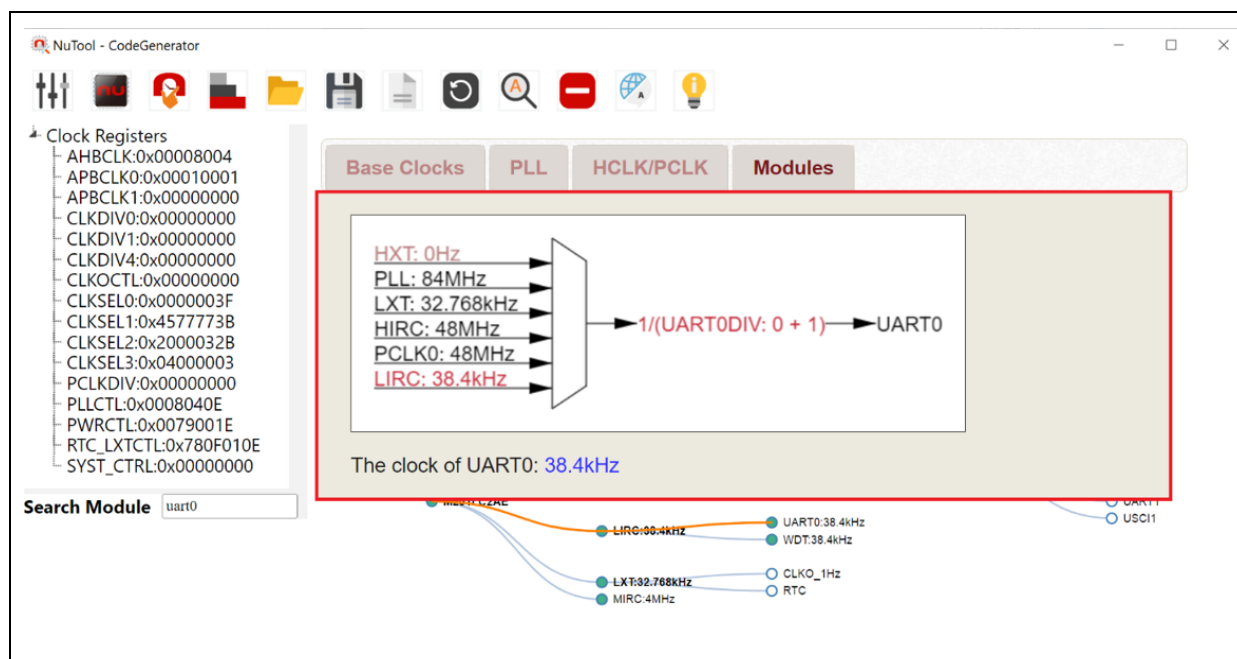 NuTool - CodeGenerator
Clock Registers
AHBCLK:0x00008004
APBCLK0:0x00010001
APBCLK1:0x00000000
CLKDIV0:0x00000000
CLKDIV1:0x00000000
CLKDIV4:0x00000000
CLKOCTL:0x00000000
CLKSEL0:0x0000003F
CLKSEL1:0x4577773B
CLKSEL2:0x2000032B
CLKSEL3:0x04000003
PCLKDIV:0x00000000
PLLCTL:0x0008040E
PWRCTL:0x0079001E
RTC_LXTCTL:0x780F010E
SYST_CTRL:0x00000000
Search Module uart0
Base Clocks PLL HCLK/PCLK Modules
HXT: 0Hz
PLL: 84MHz
LXT: 32.768kHz
HIRC: 48MHz
PCLK0: 48MHz
LIRC: 38.4kHz
1/(UART0DIV: 0 + 1) UART0
The clock of UART0: 38.4kHz
UART1
USCI1
LIRC:38.4kHz
UART0:38.4kHz
WDT:38.4kHz
LXT:32.768kHz
MIRC:4MHz
CLKO_1Hz
RTC